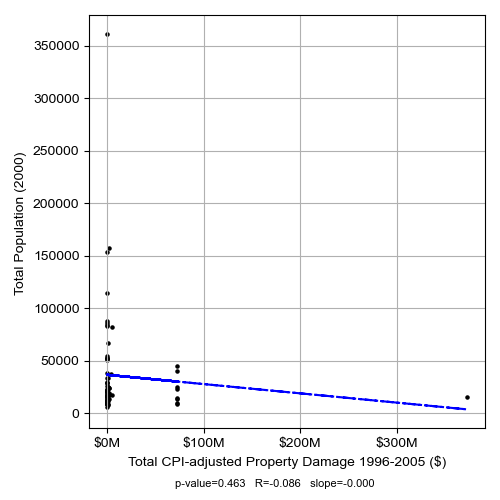 350000
300000
250000
200000
150000
100000
50000
0
Total Population (2000)
$0M $100M $200M $300M
Total CPI-adjusted Property Damage 1996-2005 ($)
p-value=0.463 R=-0.086 slope=-0.000